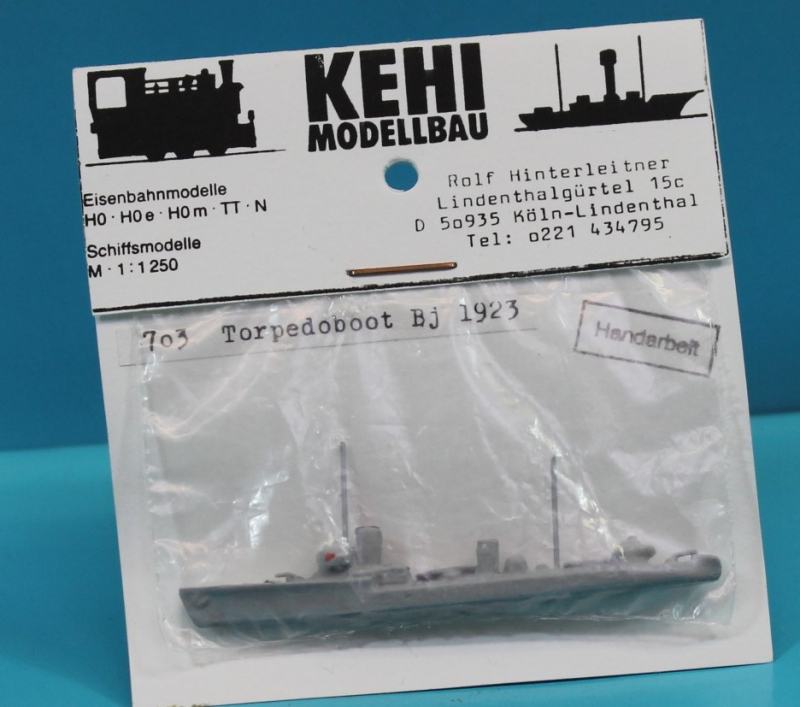 KEHI
MODELLBAU
Eisenbahnmodelle
H0 · H0e · H0m · TT · N
Schiffsmodelle
M · 1:1250
Rolf Hinterleitner
Lindenthalgürtel 15c
D 5o935 Köln-Lindenthal
Tel: o221 434795
7o3 Torpedoboot Bj 1923
Handarbeit